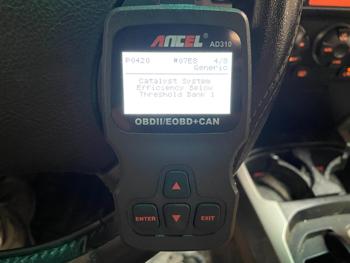 ANCEL AD310
P0420 $07E8 4/8
Generic
Catalyst System
Efficiency Below
Threshold Bank 1
OBDII/EOBD+CAN
ENTER
EXIT